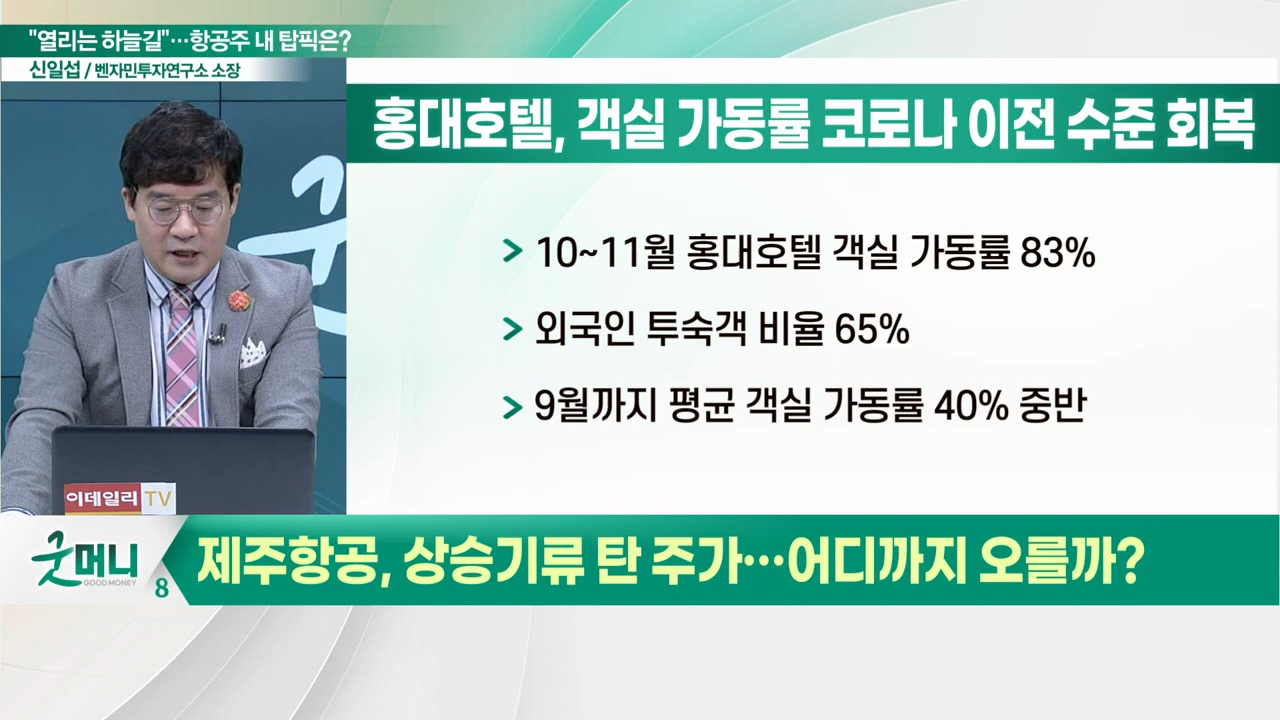 "열리는 하늘길"…항공주 내 탑픽은?
신일섭 / 벤자민투자연구소 소장
홍대호텔, 객실 가동률 코로나 이전 수준 회복
> 10~11월 홍대호텔 객실 가동률 83%
> 외국인 투숙객 비율 65%
> 9월까지 평균 객실 가동률 40% 중반
이데일리 TV
굿머니
GOOD MONEY
8
제주항공, 상승기류 탄 주가…어디까지 오를까?